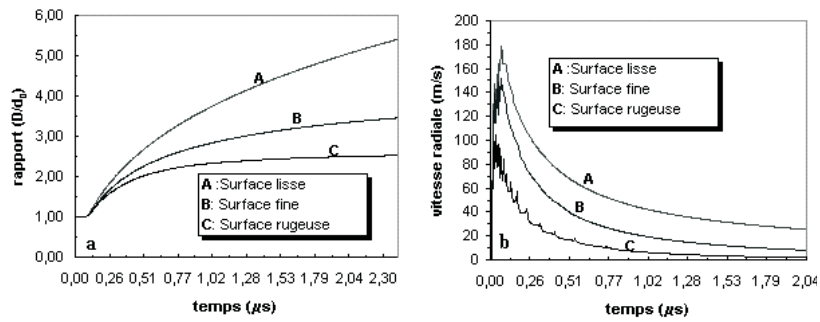 6,00
5,00
4,00
3,00
2,00
1,00
0,00
rapport (D/d₀)
A
B
C
A :Surface lisse
B: Surface fine
C: Surface rugeuse
a
0,00 0,26 0,51 0,77 1,02 1,28 1,53 1,79 2,04 2,30
temps (µs)
200
180
160
140
120
100
80
60
40
20
0
vitesse radiale (m/s)
A :Surface lisse
B: Surface fine
C: Surface rugeuse
A
B
C
b
0,00 0,26 0,51 0,77 1,02 1,28 1,53 1,79 2,04
temps (µs)